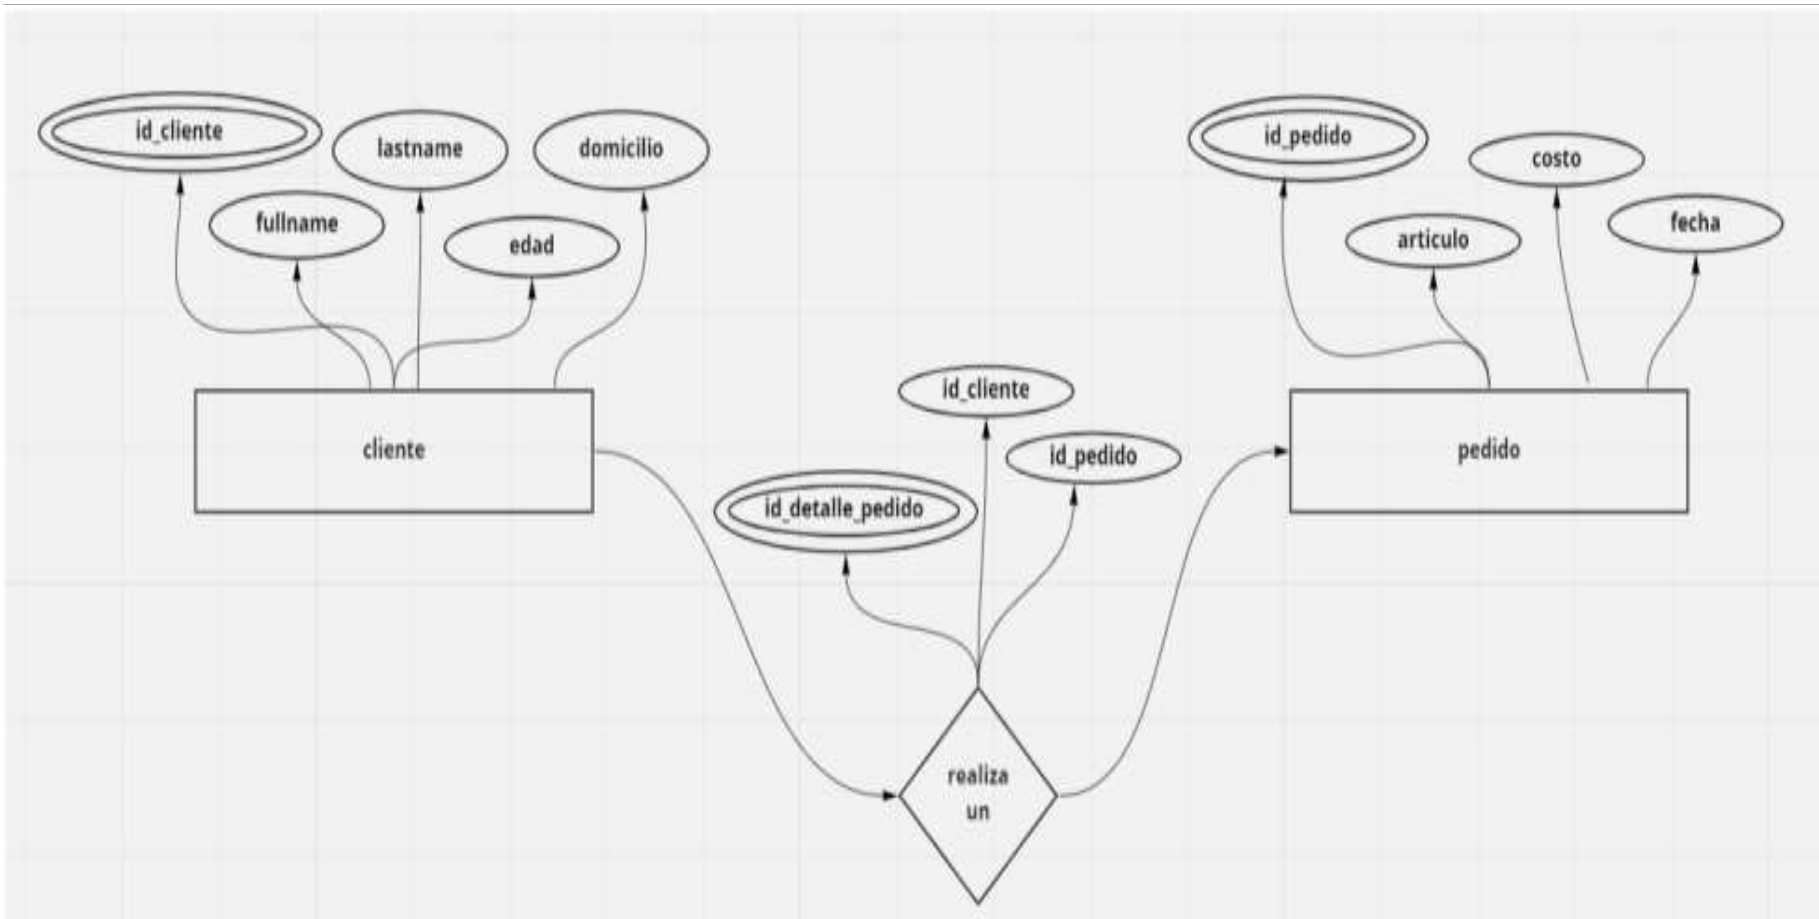 id_cliente
lastname
domicilio
fullname
edad
cliente
id_pedido
costo
articulo
fecha
pedido
id_cliente
id_pedido
id_detalle_pedido
realiza
un